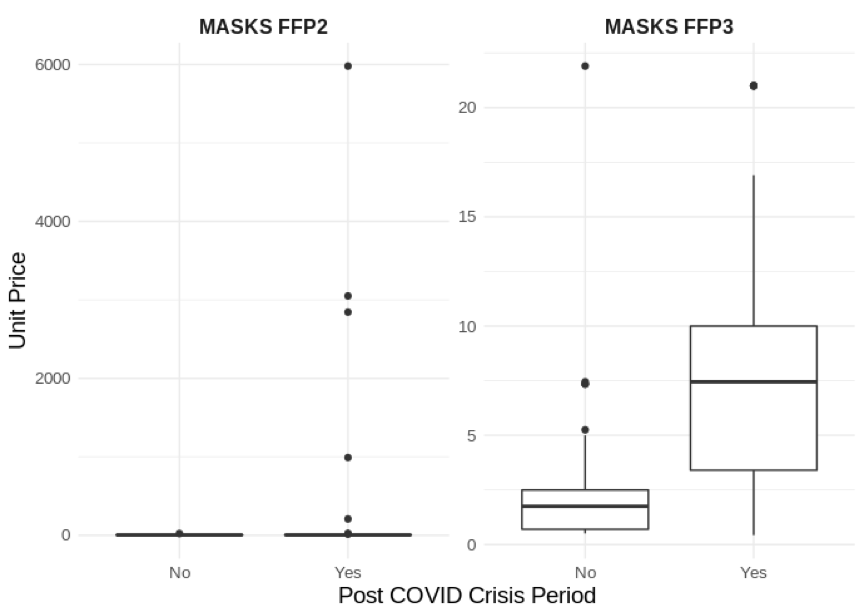 MASKS FFP2
MASKS FFP3
Unit Price
6000
4000
2000
0
20
15
10
5
0
No
Yes
No
Yes
Post COVID Crisis Period